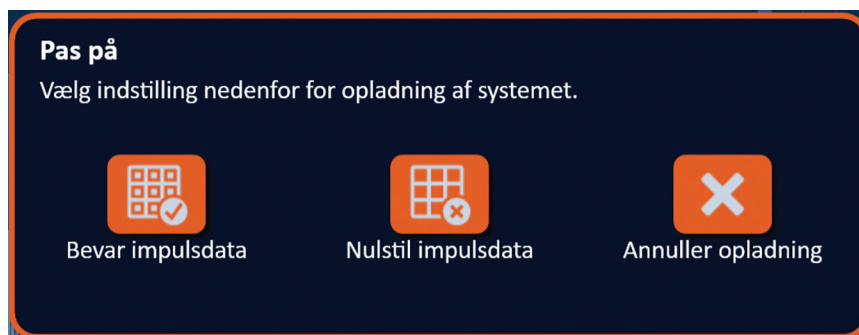 Pas på
Vælg indstilling nedenfor for opladning af systemet.
Bevar impulsdata
Nulstil impulsdata
Annuller opladning